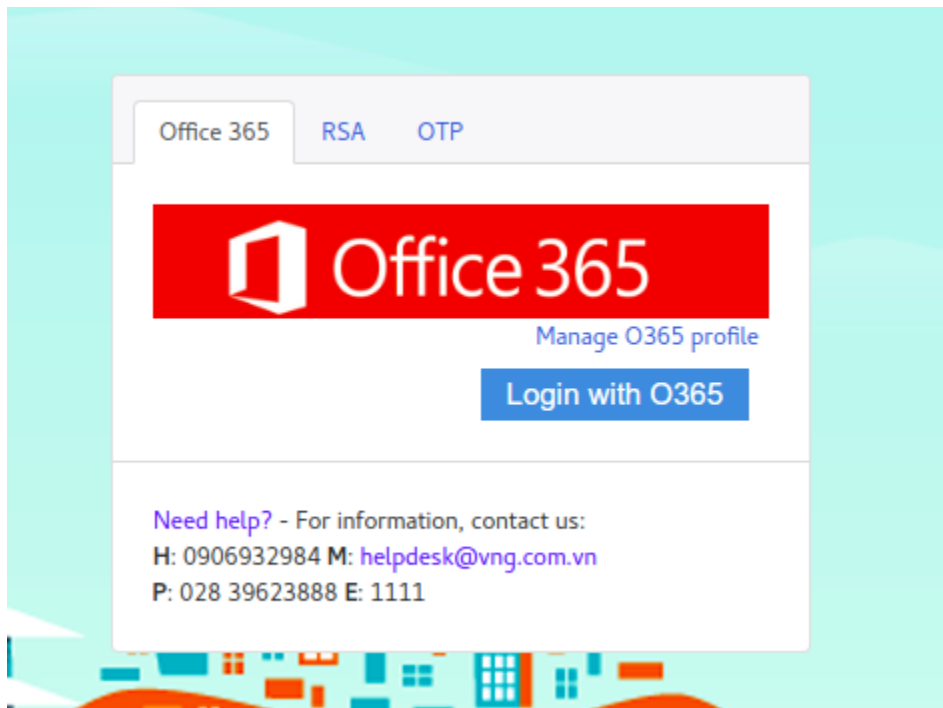 Office 365 RSA OTP
Office 365
Manage O365 profile
Login with O365
Need help? - For information, contact us:
H: 0906932984 M: helpdesk@vng.com.vn
P: 028 39623888 E: 1111